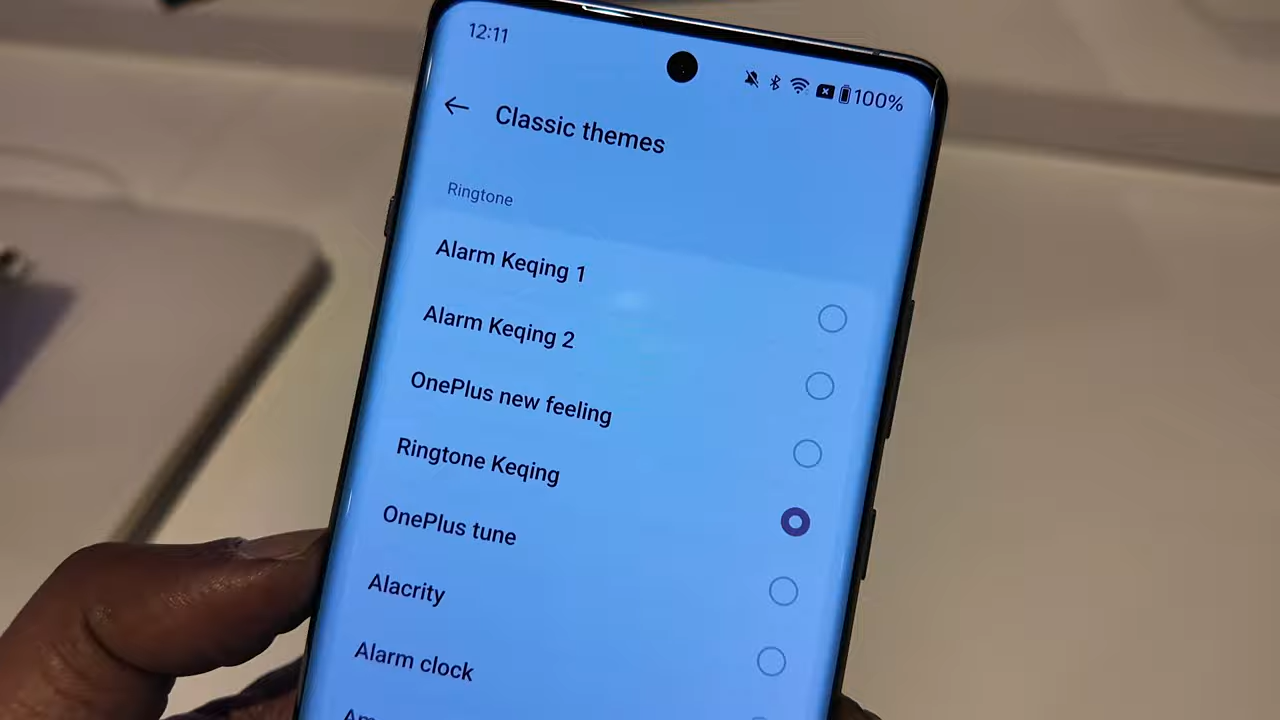 12:11
100%
Classic themes
Ringtone
Alarm Keqing 1
Alarm Keqing 2
OnePlus new feeling
Ringtone Keqing
OnePlus tune
Alacrity
Alarm clock